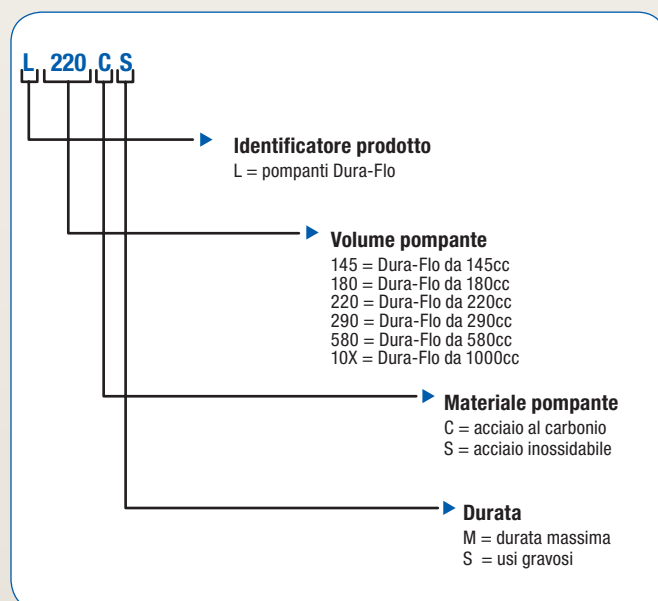 L 220 C S
Identificatore prodotto
L = pompanti Dura-Flo
Volume pompante
145 = Dura-Flo da 145cc
180 = Dura-Flo da 180cc
220 = Dura-Flo da 220cc
290 = Dura-Flo da 290cc
580 = Dura-Flo da 580cc
10X = Dura-Flo da 1000cc
Materiale pompante
C = acciaio al carbonio
S = acciaio inossidabile
Durata
M = durata massima
S = usi gravosi